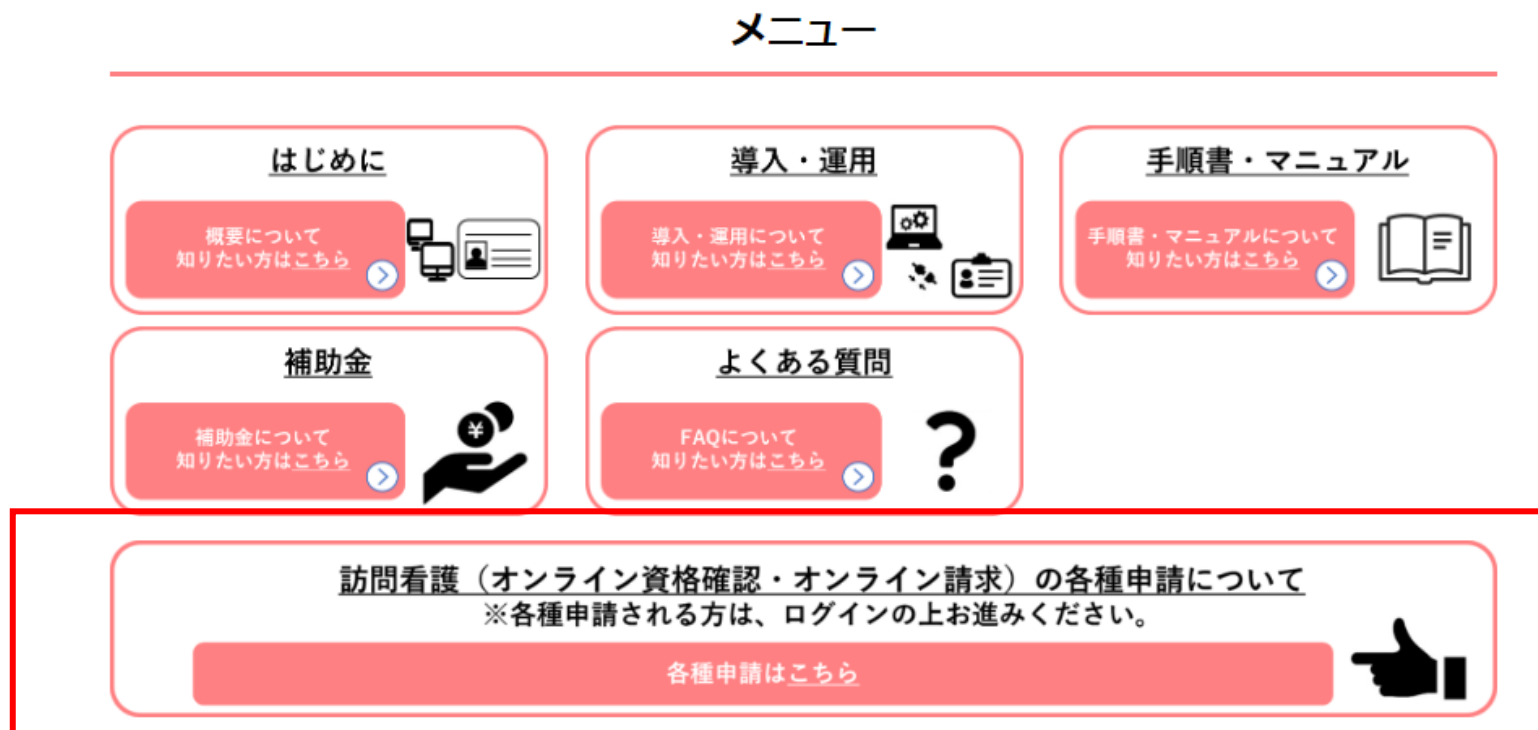 メニュー
はじめに
概要について
知りたい方はこちら
導入・運用
導入・運用について
知りたい方はこちら
手順書・マニュアル
手順書・マニュアルについて
知りたい方はこちら
補助金
¥
補助金について
知りたい方はこちら
よくある質問
FAQについて
知りたい方はこちら
?
訪問看護（オンライン資格確認・オンライン請求）の各種申請について
※各種申請される方は、ログインの上お進みください。
各種申請はこちら